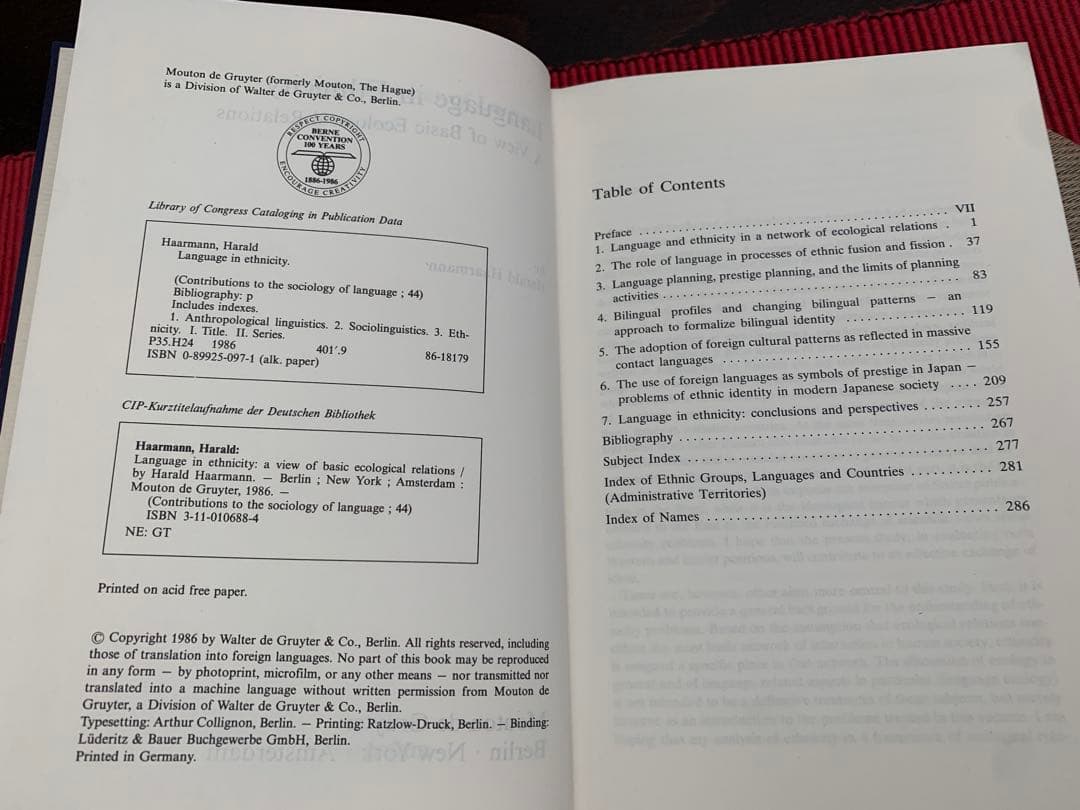 Mouton de Gruyter (formerly Mouton, The Hague)
is a Division of Walter de Gruyter & Co., Berlin.
RESPECT COPYRIGHT
BERNE
CONVENTION
100 YEARS
1886-1986
ENCOURAGE CREATIVITY
Library of Congress Cataloging in Publication Data
Haarmann, Harald
Language in ethnicity.
(Contributions to the sociology of language ; 44)
Bibliography: p
Includes indexes.
1. Anthropological linguistics. 2. Sociolinguistics. 3. Eth-
nicity. I. Title. II. Series.
P35.H24 1986 401'.9 86-18179
ISBN 0-89925-097-1 (alk. paper)
CIP-Kurztitelaufnahme der Deutschen Bibliothek
Haarmann, Harald:
Language in ethnicity: a view of basic ecological relations /
by Harald Haarmann. — Berlin ; New York ; Amsterdam :
Mouton de Gruyter, 1986. —
(Contributions to the sociology of language ; 44)
ISBN 3-11-010688-4
NE: GT
Printed on acid free paper.
© Copyright 1986 by Walter de Gruyter & Co., Berlin. All rights reserved, including
those of translation into foreign languages. No part of this book may be reproduced
in any form — by photoprint, microfilm, or any other means — nor transmitted nor
translated into a machine language without written permission from Mouton de
Gruyter, a Division of Walter de Gruyter & Co., Berlin.
Typesetting: Arthur Collignon, Berlin. — Printing: Ratzlow-Druck, Berlin. — Binding:
Lüderitz & Bauer Buchgewerbe GmbH, Berlin.
Printed in Germany.
Table of Contents
Preface ........................................ VII
1. Language and ethnicity in a network of ecological relations . 1
2. The role of language in processes of ethnic fusion and fission . 37
3. Language planning, prestige planning, and the limits of planning
activities ........................................ 83
4. Bilingual profiles and changing bilingual patterns — an
approach to formalize bilingual identity ................. 119
5. The adoption of foreign cultural patterns as reflected in massive
contact languages ................................. 155
6. The use of foreign languages as symbols of prestige in Japan —
problems of ethnic identity in modern Japanese society .... 209
7. Language in ethnicity: conclusions and perspectives ........ 257
Bibliography ........................................ 267
Subject Index ....................................... 277
Index of Ethnic Groups, Languages and Countries ........... 281
(Administrative Territories)
Index of Names ..................................... 286